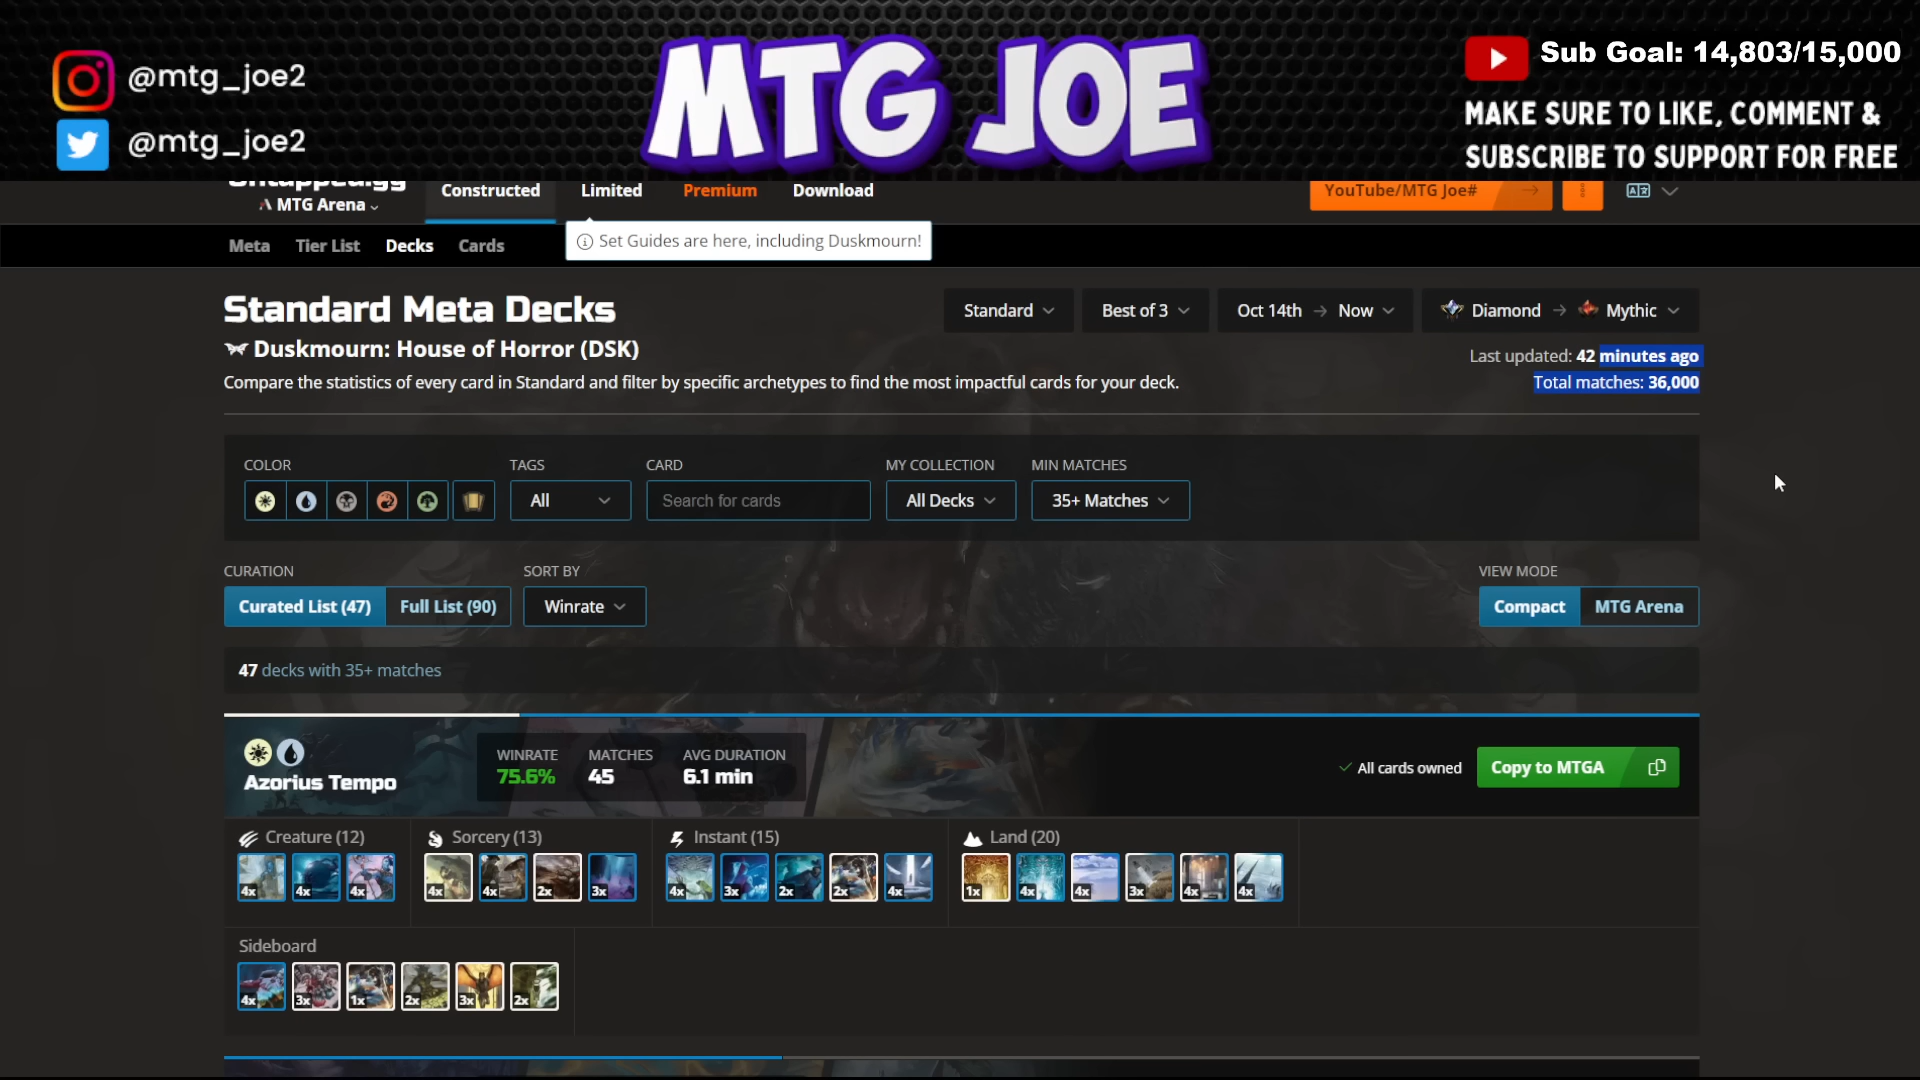 @mtg_joe2
@mtg_joe2
MTG JOE
Sub Goal: 14,803/15,000
MAKE SURE TO LIKE, COMMENT &
SUBSCRIBE TO SUPPORT FOR FREE
Untapped.gg
MTG Arena
Constructed
Limited
Premium
Download
YouTube/MTG Joe#
Meta
Tier List
Decks
Cards
Set Guides are here, including Duskmourn!
Standard Meta Decks
Duskmourn: House of Horror (DSK)
Compare the statistics of every card in Standard and filter by specific archetypes to find the most impactful cards for your deck.
Standard
Best of 3
Oct 14th → Now
Diamond → Mythic
Last updated: 42 minutes ago
Total matches: 36,000
COLOR
TAGS
CARD
MY COLLECTION
MIN MATCHES
All
Search for cards
All Decks
35+ Matches
CURATION
SORT BY
VIEW MODE
Curated List (47)
Full List (90)
Winrate
Compact
MTG Arena
47 decks with 35+ matches
Azorius Tempo
WINRATE
MATCHES
AVG DURATION
75.6%
45
6.1 min
All cards owned
Copy to MTGA
Creature (12)
Sorcery (13)
Instant (15)
Land (20)
4x 4x 4x
4x 4x 2x 3x
4x 3x 2x 2x 4x
1x 4x 4x 3x 4x 4x
Sideboard
4x 3x 1x 2x 3x 2x